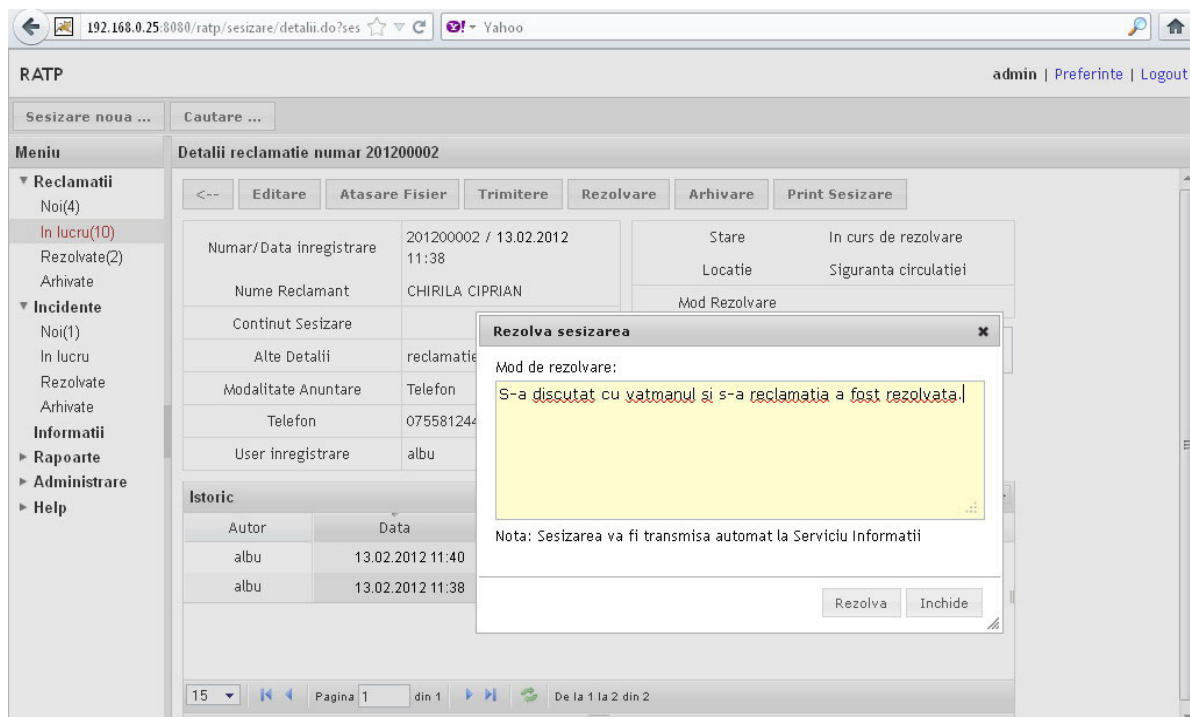 192.168.0.25:8080/ratp/sesizare/detalii.do?ses
Yahoo
RATP
admin | Preferinte | Logout
Sesizare noua ...
Cautare ...
Meniu
Detalii reclamatie numar 201200002
Reclamatii
Noi(4)
In lucru(10)
Rezolvate(2)
Arhivate
Incidente
Noi(1)
In lucru
Rezolvate
Arhivate
Informatii
Rapoarte
Administrare
Help
<-- Editare Atasare Fisier Trimitere Rezolvare Arhivare Print Sesizare
Numar/Data inregistrare 201200002 / 13.02.2012
11:38
Nume Reclamant CHIRILA CIPRIAN
Continut Sesizare
Alte Detalii reclamatie
Modalitate Anuntare Telefon
Telefon 07558124
User inregistrare albu
Stare In curs de rezolvare
Locatie Siguranta circulatiei
Mod Rezolvare
Rezolva sesizarea
Mod de rezolvare:
S-a discutat cu vatmanul si s-a reclamatia a fost rezolvata.
Nota: Sesizarea va fi transmisa automat la Serviciu Informatii
Rezolva Inchide
Istoric
Autor Data
albu 13.02.2012 11:40
albu 13.02.2012 11:38
15 Pagina 1 din 1 De la 1 la 2 din 2